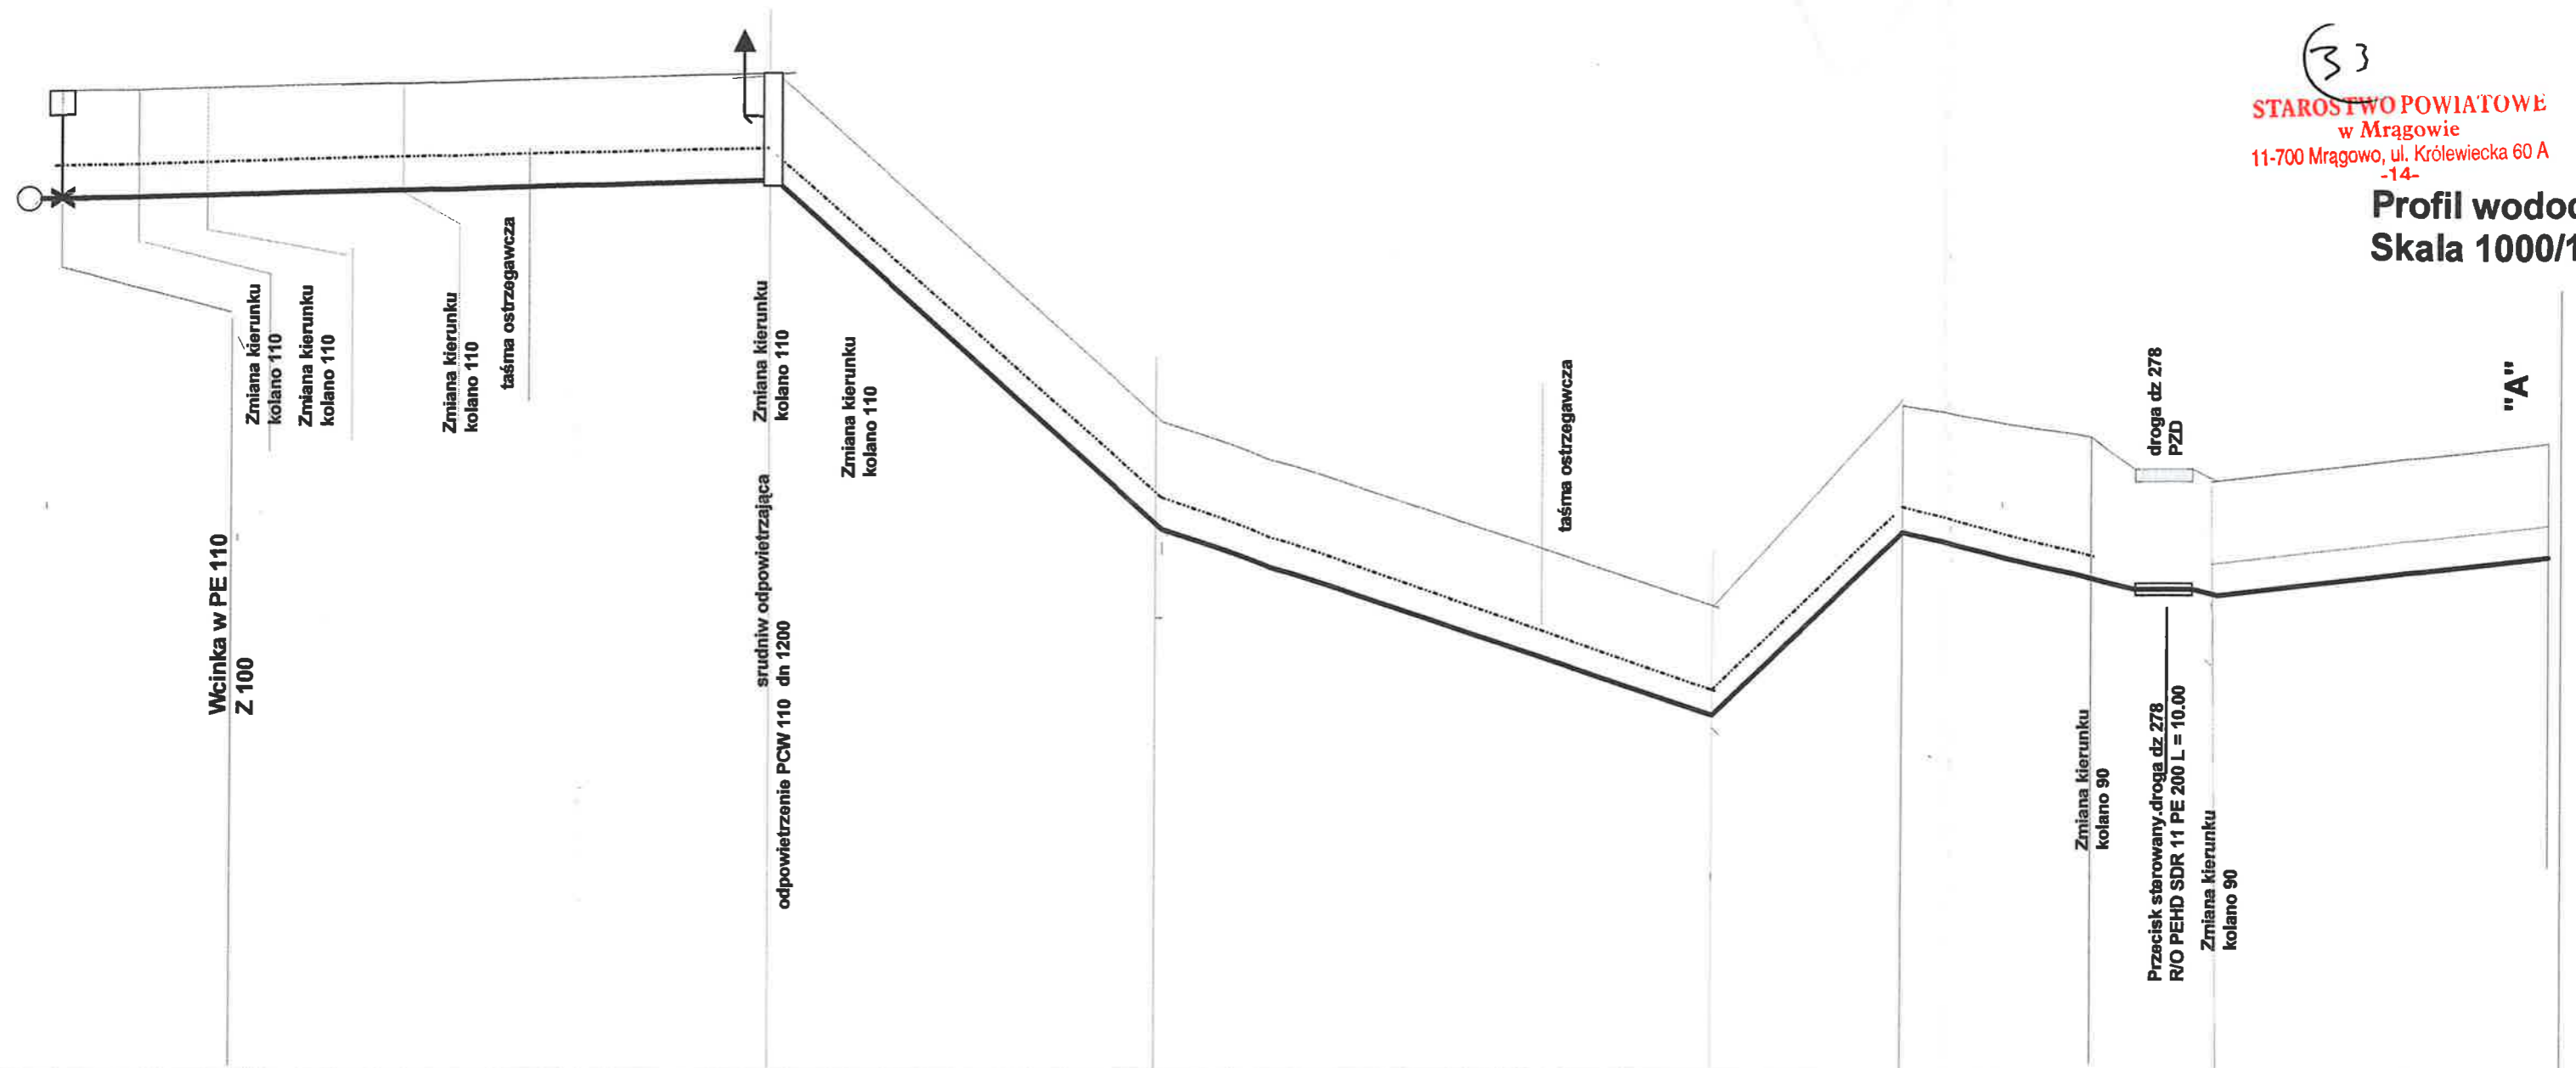 33
STAROSTWO POWIATOWE
w Mrągowie
11-700 Mrągowo, ul. Królewiecka 60 A
-14-
Profil wodoc
Skala 1000/1
Wcinka w PE 110
Z 100
Zmiana kierunku
kolano 110
Zmiana kierunku
kolano 110
Zmiana kierunku
kolano 110
taśma ostrzegawcza
Zmiana kierunku
kolano 110
srudniw odpowietrzająca
odpowietrzenie PCW 110 dn 1200
Zmiana kierunku
kolano 110
taśma ostrzegawcza
Zmiana kierunku
kolano 90
droga dz 278
PZD
Przecisk sterowany.droga dz 278
R/O PEHD SDR 11 PE 200 L = 10.00
Zmiana kierunku
kolano 90
"A"